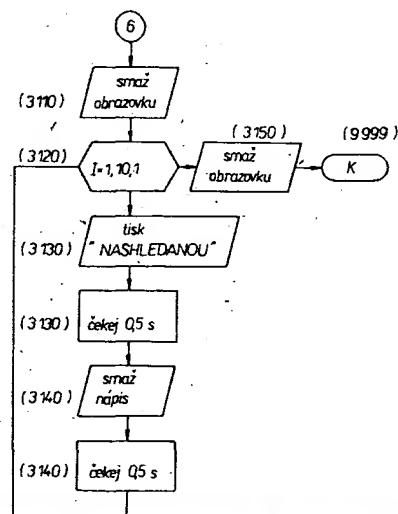 6
(3110)
smaž
obrazovku
(3120)
I=1,10,1
(3150)
smaž
obrazovku
(9999)
K
(3130)
tisk
"NASHLEDANOU"
(3130)
čekej 0,5 s
(3140)
smaž
nápis
(3140)
čekej 0,5 s